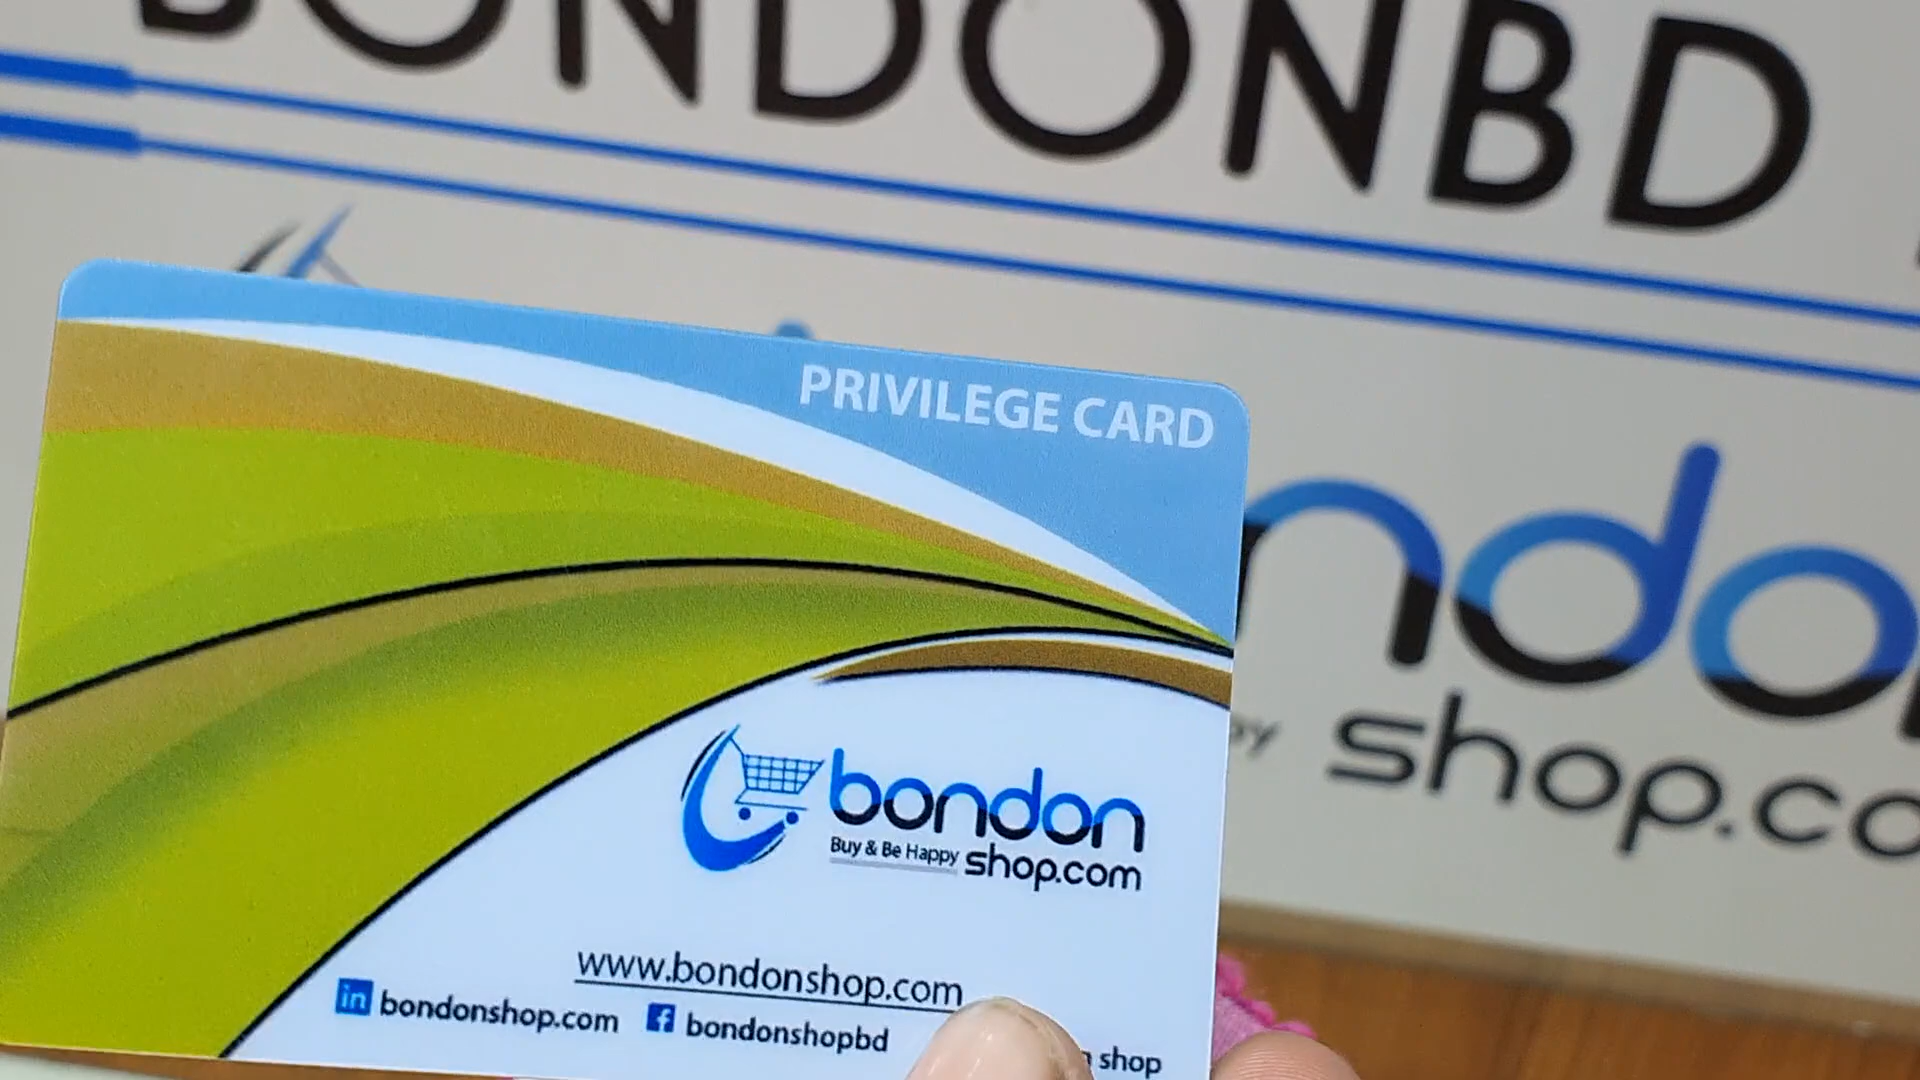 BONDONBD
PRIVILEGE CARD
ndo
shop.co
bondon
Buy & Be Happy shop.com
www.bondonshop.com
in bondonshop.com f bondonshopbd shop